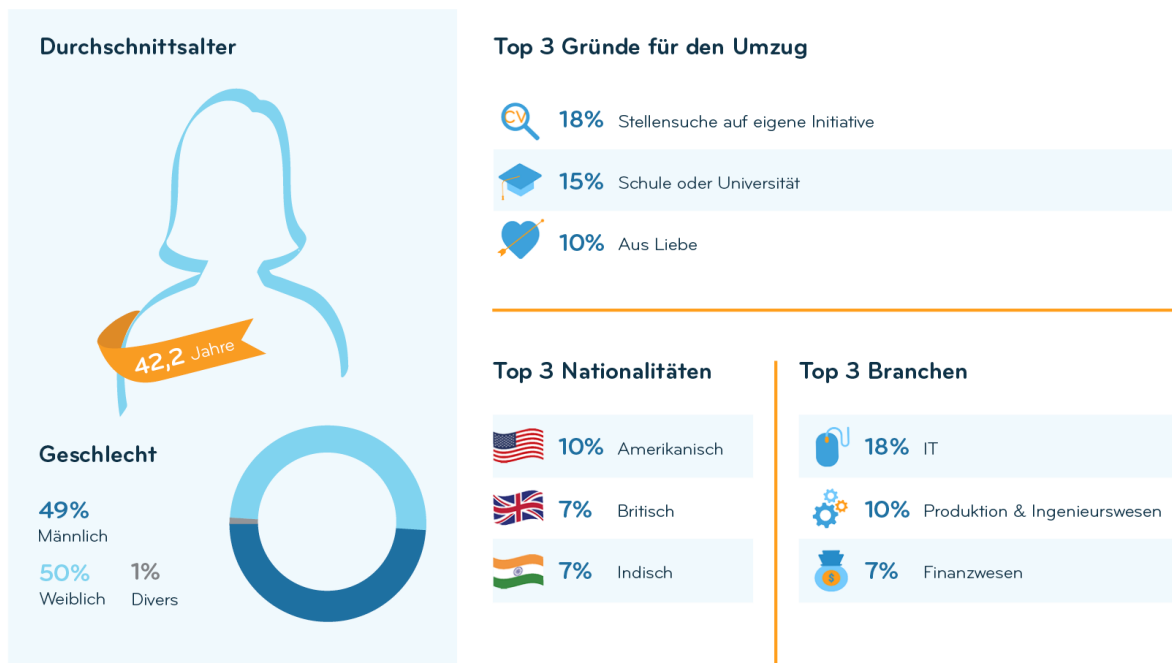 Durchschnittsalter
42,2 Jahre
Geschlecht
49%
Männlich
50%
Weiblich
1%
Divers
Top 3 Gründe für den Umzug
CV
18% Stellensuche auf eigene Initiative
15% Schule oder Universität
10% Aus Liebe
Top 3 Nationalitäten
10% Amerikanisch
7% Britisch
7% Indisch
Top 3 Branchen
18% IT
10% Produktion & Ingenieurswesen
$
7% Finanzwesen